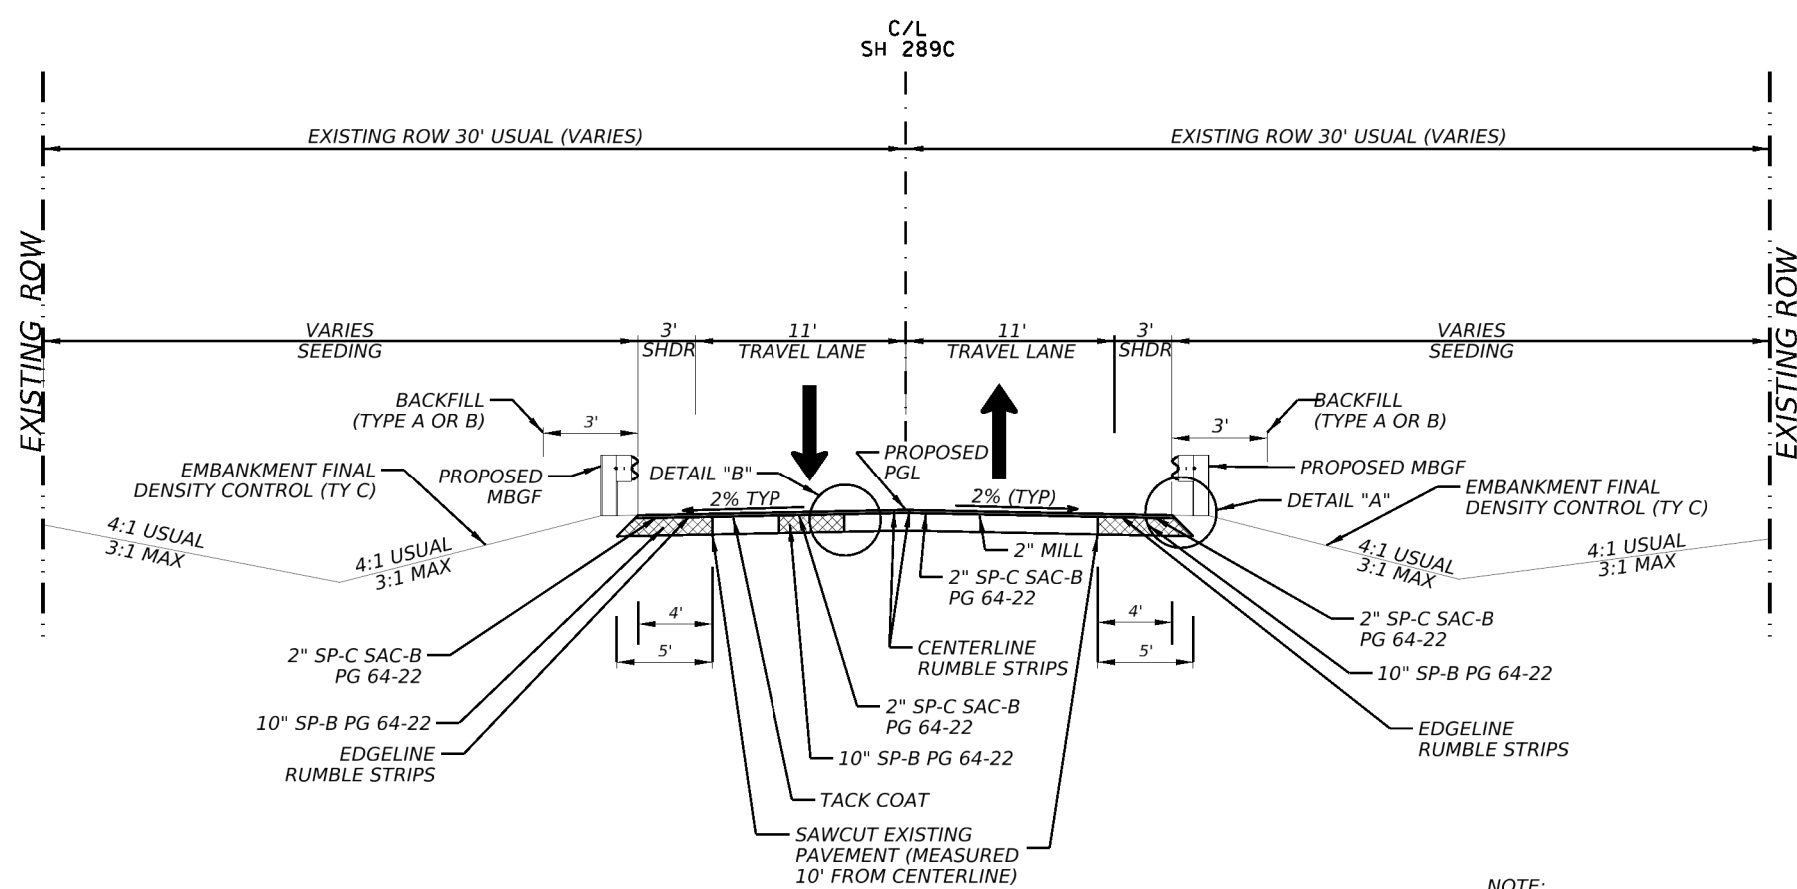 C/L
SH 289C
EXISTING ROW 30' USUAL (VARIES)
EXISTING ROW 30' USUAL (VARIES)
EXISTING ROW
EXISTING ROW
VARIES
SEEDING
3'
SHDR
11'
TRAVEL LANE
11'
TRAVEL LANE
3'
SHDR
VARIES
SEEDING
BACKFILL
(TYPE A OR B)
3'
3'
BACKFILL
(TYPE A OR B)
EMBANKMENT FINAL
DENSITY CONTROL (TY C)
PROPOSED
MBGF
DETAIL "B"
2% TYP
PROPOSED
PGL
2% (TYP)
PROPOSED MBGF
DETAIL "A"
EMBANKMENT FINAL
DENSITY CONTROL (TY C)
4:1 USUAL
3:1 MAX
4:1 USUAL
3:1 MAX
4:1 USUAL
3:1 MAX
4:1 USUAL
3:1 MAX
2" MILL
2" SP-C SAC-B
PG 64-22
4'
5'
4'
5'
2" SP-C SAC-B
PG 64-22
10" SP-B PG 64-22
EDGELINE
RUMBLE STRIPS
CENTERLINE
RUMBLE STRIPS
2" SP-C SAC-B
PG 64-22
10" SP-B PG 64-22
TACK COAT
SAWCUT EXISTING
PAVEMENT (MEASURED
10' FROM CENTERLINE)
2" SP-C SAC-B
PG 64-22
10" SP-B PG 64-22
EDGELINE
RUMBLE STRIPS
NOTE: